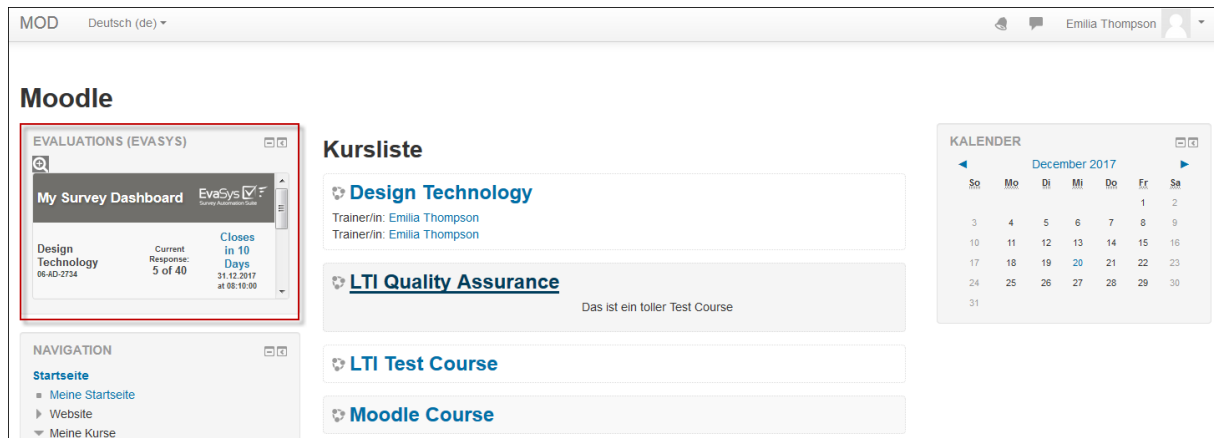 MOD Deutsch (de) Emilia Thompson
Moodle
EVALUATIONS (EVASYS)
My Survey Dashboard
EvaSys
Survey Automation Suite
Design Technology
06-AD-2734
Current Response:
5 of 40
Closes in 10 Days
31.12.2017
at 08:10:00
NAVIGATION
Startseite
Meine Startseite
Website
Meine Kurse
Kursliste
Design Technology
Trainer/in: Emilia Thompson
Trainer/in: Emilia Thompson
LTI Quality Assurance
Das ist ein toller Test Course
LTI Test Course
Moodle Course
KALENDER
December 2017
So Mo Di Mi Do Fr Sa
1 2
3 4 5 6 7 8 9
10 11 12 13 14 15 16
17 18 19 20 21 22 23
24 25 26 27 28 29 30
31